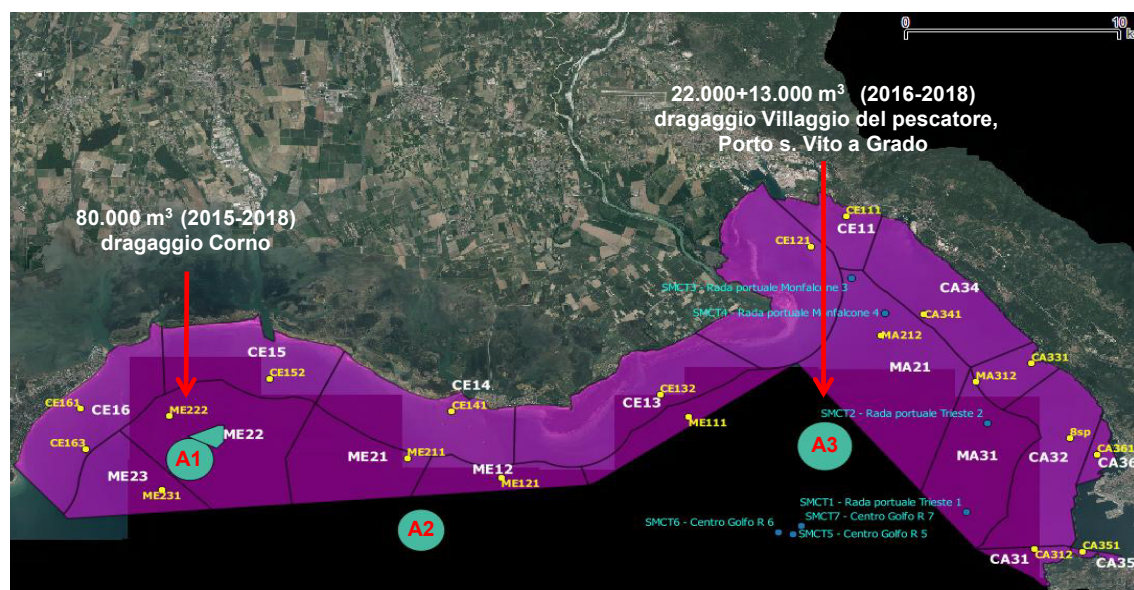 0 10
k
22.000+13.000 m³ (2016-2018)
dragaggio Villaggio del pescatore,
Porto s. Vito a Grado
80.000 m³ (2015-2018)
dragaggio Corno
CE111
CE11
CE121
SMCT3 - Rada portuale Monfalcone 3
CA34
SMCT4 - Rada portuale Monfalcone 4
CA341
MA212
CE15
CE152
MA21
CA331
MA312
CE14
CE132
CE161
CE16
CE141
CE13
ME222
ME111
SMCT2 - Rada portuale Trieste 2
ME22
Bsp
CE163
A1
A3
ME21
ME211
MA31
CA32
CA361
CA36
ME23
ME12
ME121
ME231
SMCT1 - Rada portuale Trieste 1
SMCT7 - Centro Golfo R 7
SMCT6 - Centro Golfo R 6
SMCT5 - Centro Golfo R 5
A2
CA31
CA312
CA351
CA35